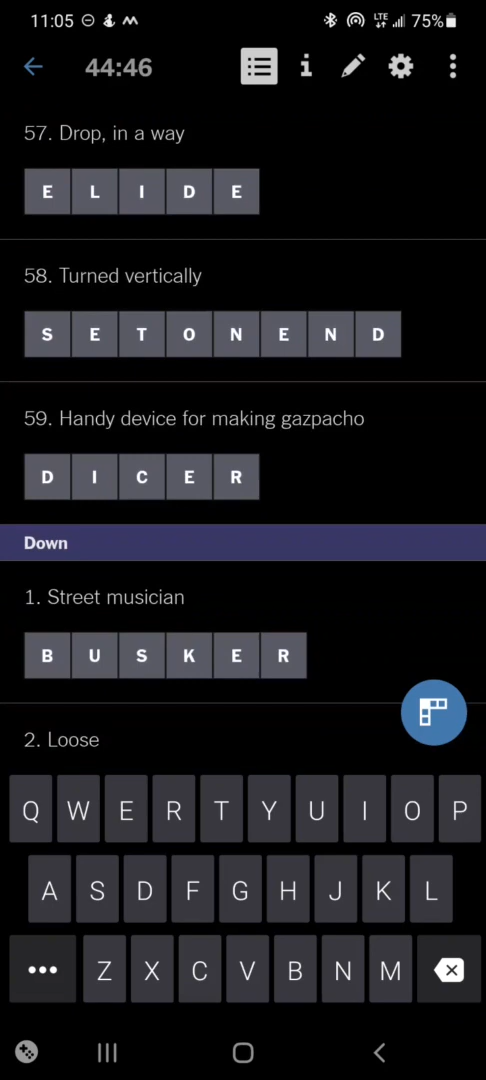 11:05 LTE 75%
44:46
57. Drop, in a way
E L I D E
58. Turned vertically
S E T O N E N D
59. Handy device for making gazpacho
D I C E R
Down
1. Street musician
B U S K E R
2. Loose
Q W E R T Y U I O P
A S D F G H J K L
••• Z X C V B N M